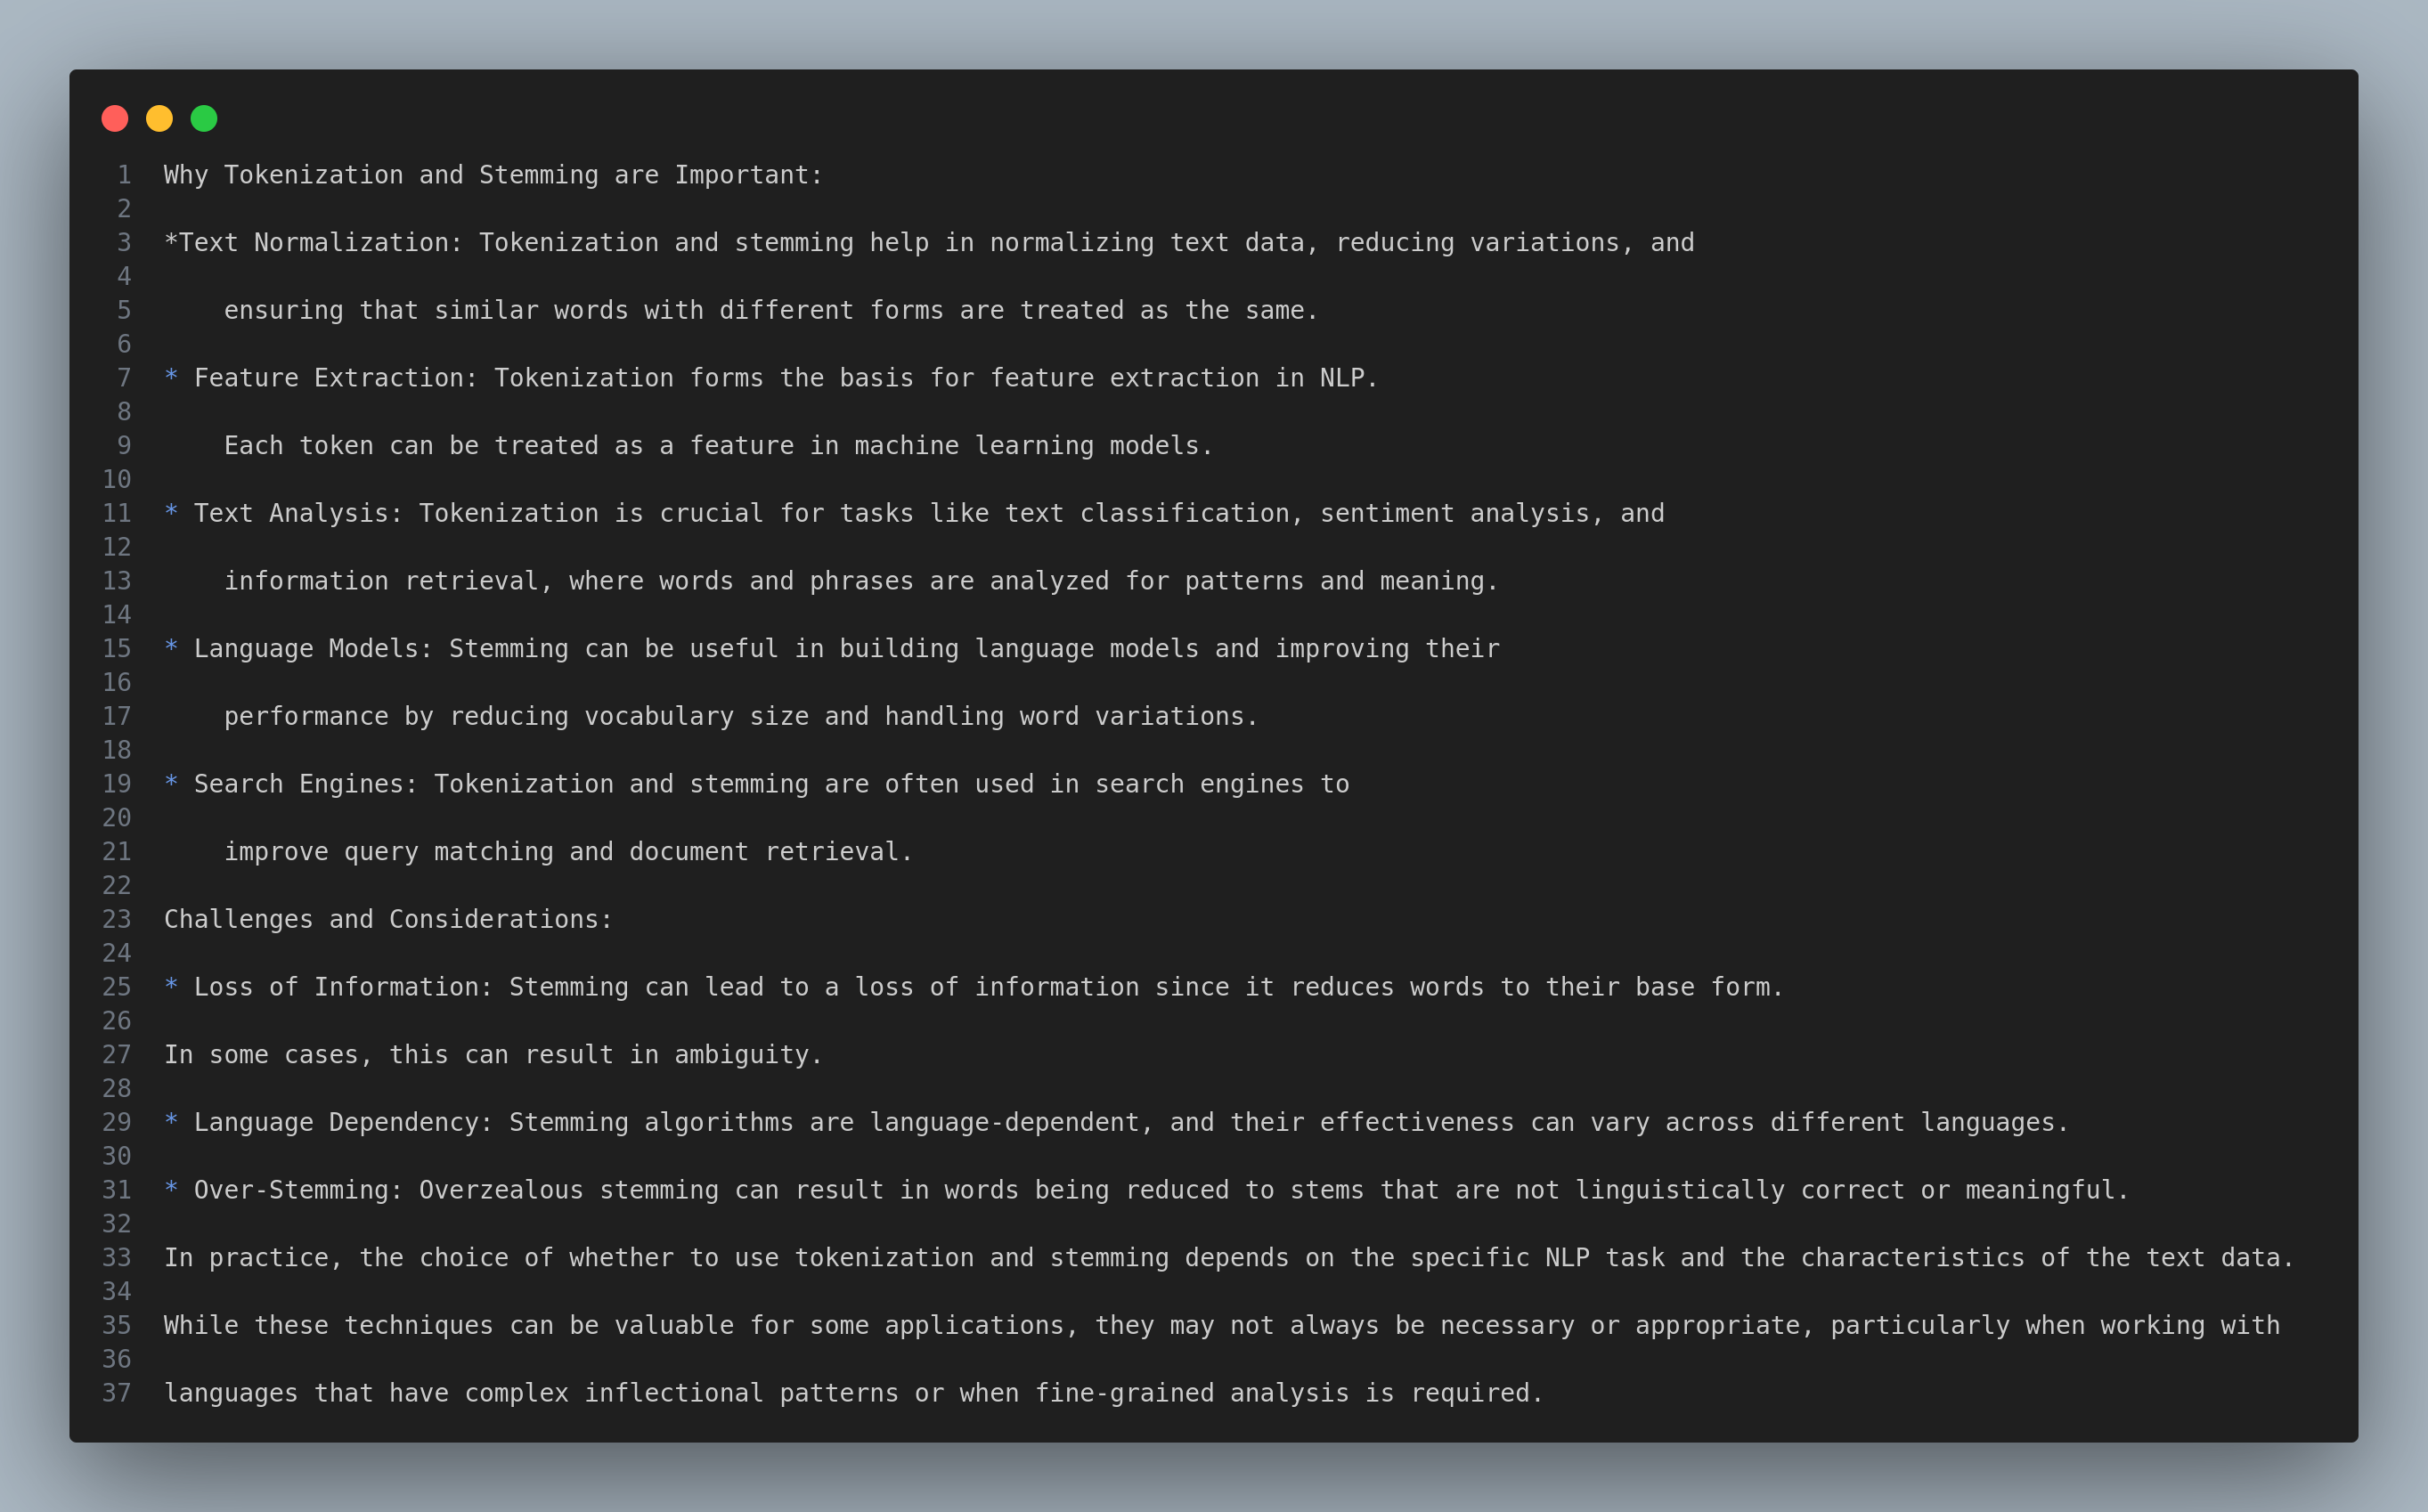 1 Why Tokenization and Stemming are Important:
2
3 *Text Normalization: Tokenization and stemming help in normalizing text data, reducing variations, and
4
5 ensuring that similar words with different forms are treated as the same.
6
7 * Feature Extraction: Tokenization forms the basis for feature extraction in NLP.
8
9 Each token can be treated as a feature in machine learning models.
10
11 * Text Analysis: Tokenization is crucial for tasks like text classification, sentiment analysis, and
12
13 information retrieval, where words and phrases are analyzed for patterns and meaning.
14
15 * Language Models: Stemming can be useful in building language models and improving their
16
17 performance by reducing vocabulary size and handling word variations.
18
19 * Search Engines: Tokenization and stemming are often used in search engines to
20
21 improve query matching and document retrieval.
22
23 Challenges and Considerations:
24
25 * Loss of Information: Stemming can lead to a loss of information since it reduces words to their base form.
26
27 In some cases, this can result in ambiguity.
28
29 * Language Dependency: Stemming algorithms are language-dependent, and their effectiveness can vary across different languages.
30
31 * Over-Stemming: Overzealous stemming can result in words being reduced to stems that are not linguistically correct or meaningful.
32
33 In practice, the choice of whether to use tokenization and stemming depends on the specific NLP task and the characteristics of the text data.
34
35 While these techniques can be valuable for some applications, they may not always be necessary or appropriate, particularly when working with
36
37 languages that have complex inflectional patterns or when fine-grained analysis is required.